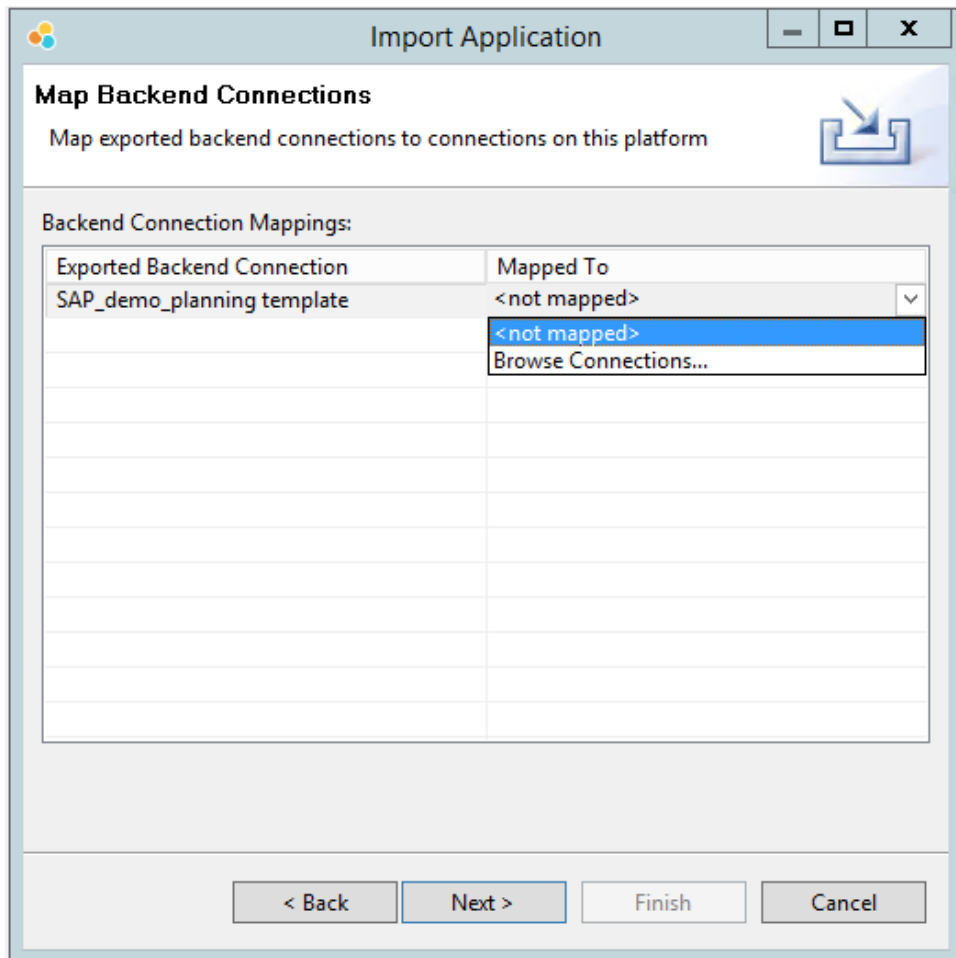 Import Application
Map Backend Connections
Map exported backend connections to connections on this platform
Backend Connection Mappings:
Exported Backend Connection Mapped To
SAP_demo_planning template <not mapped>
<not mapped>
Browse Connections...
< Back Next > Finish Cancel